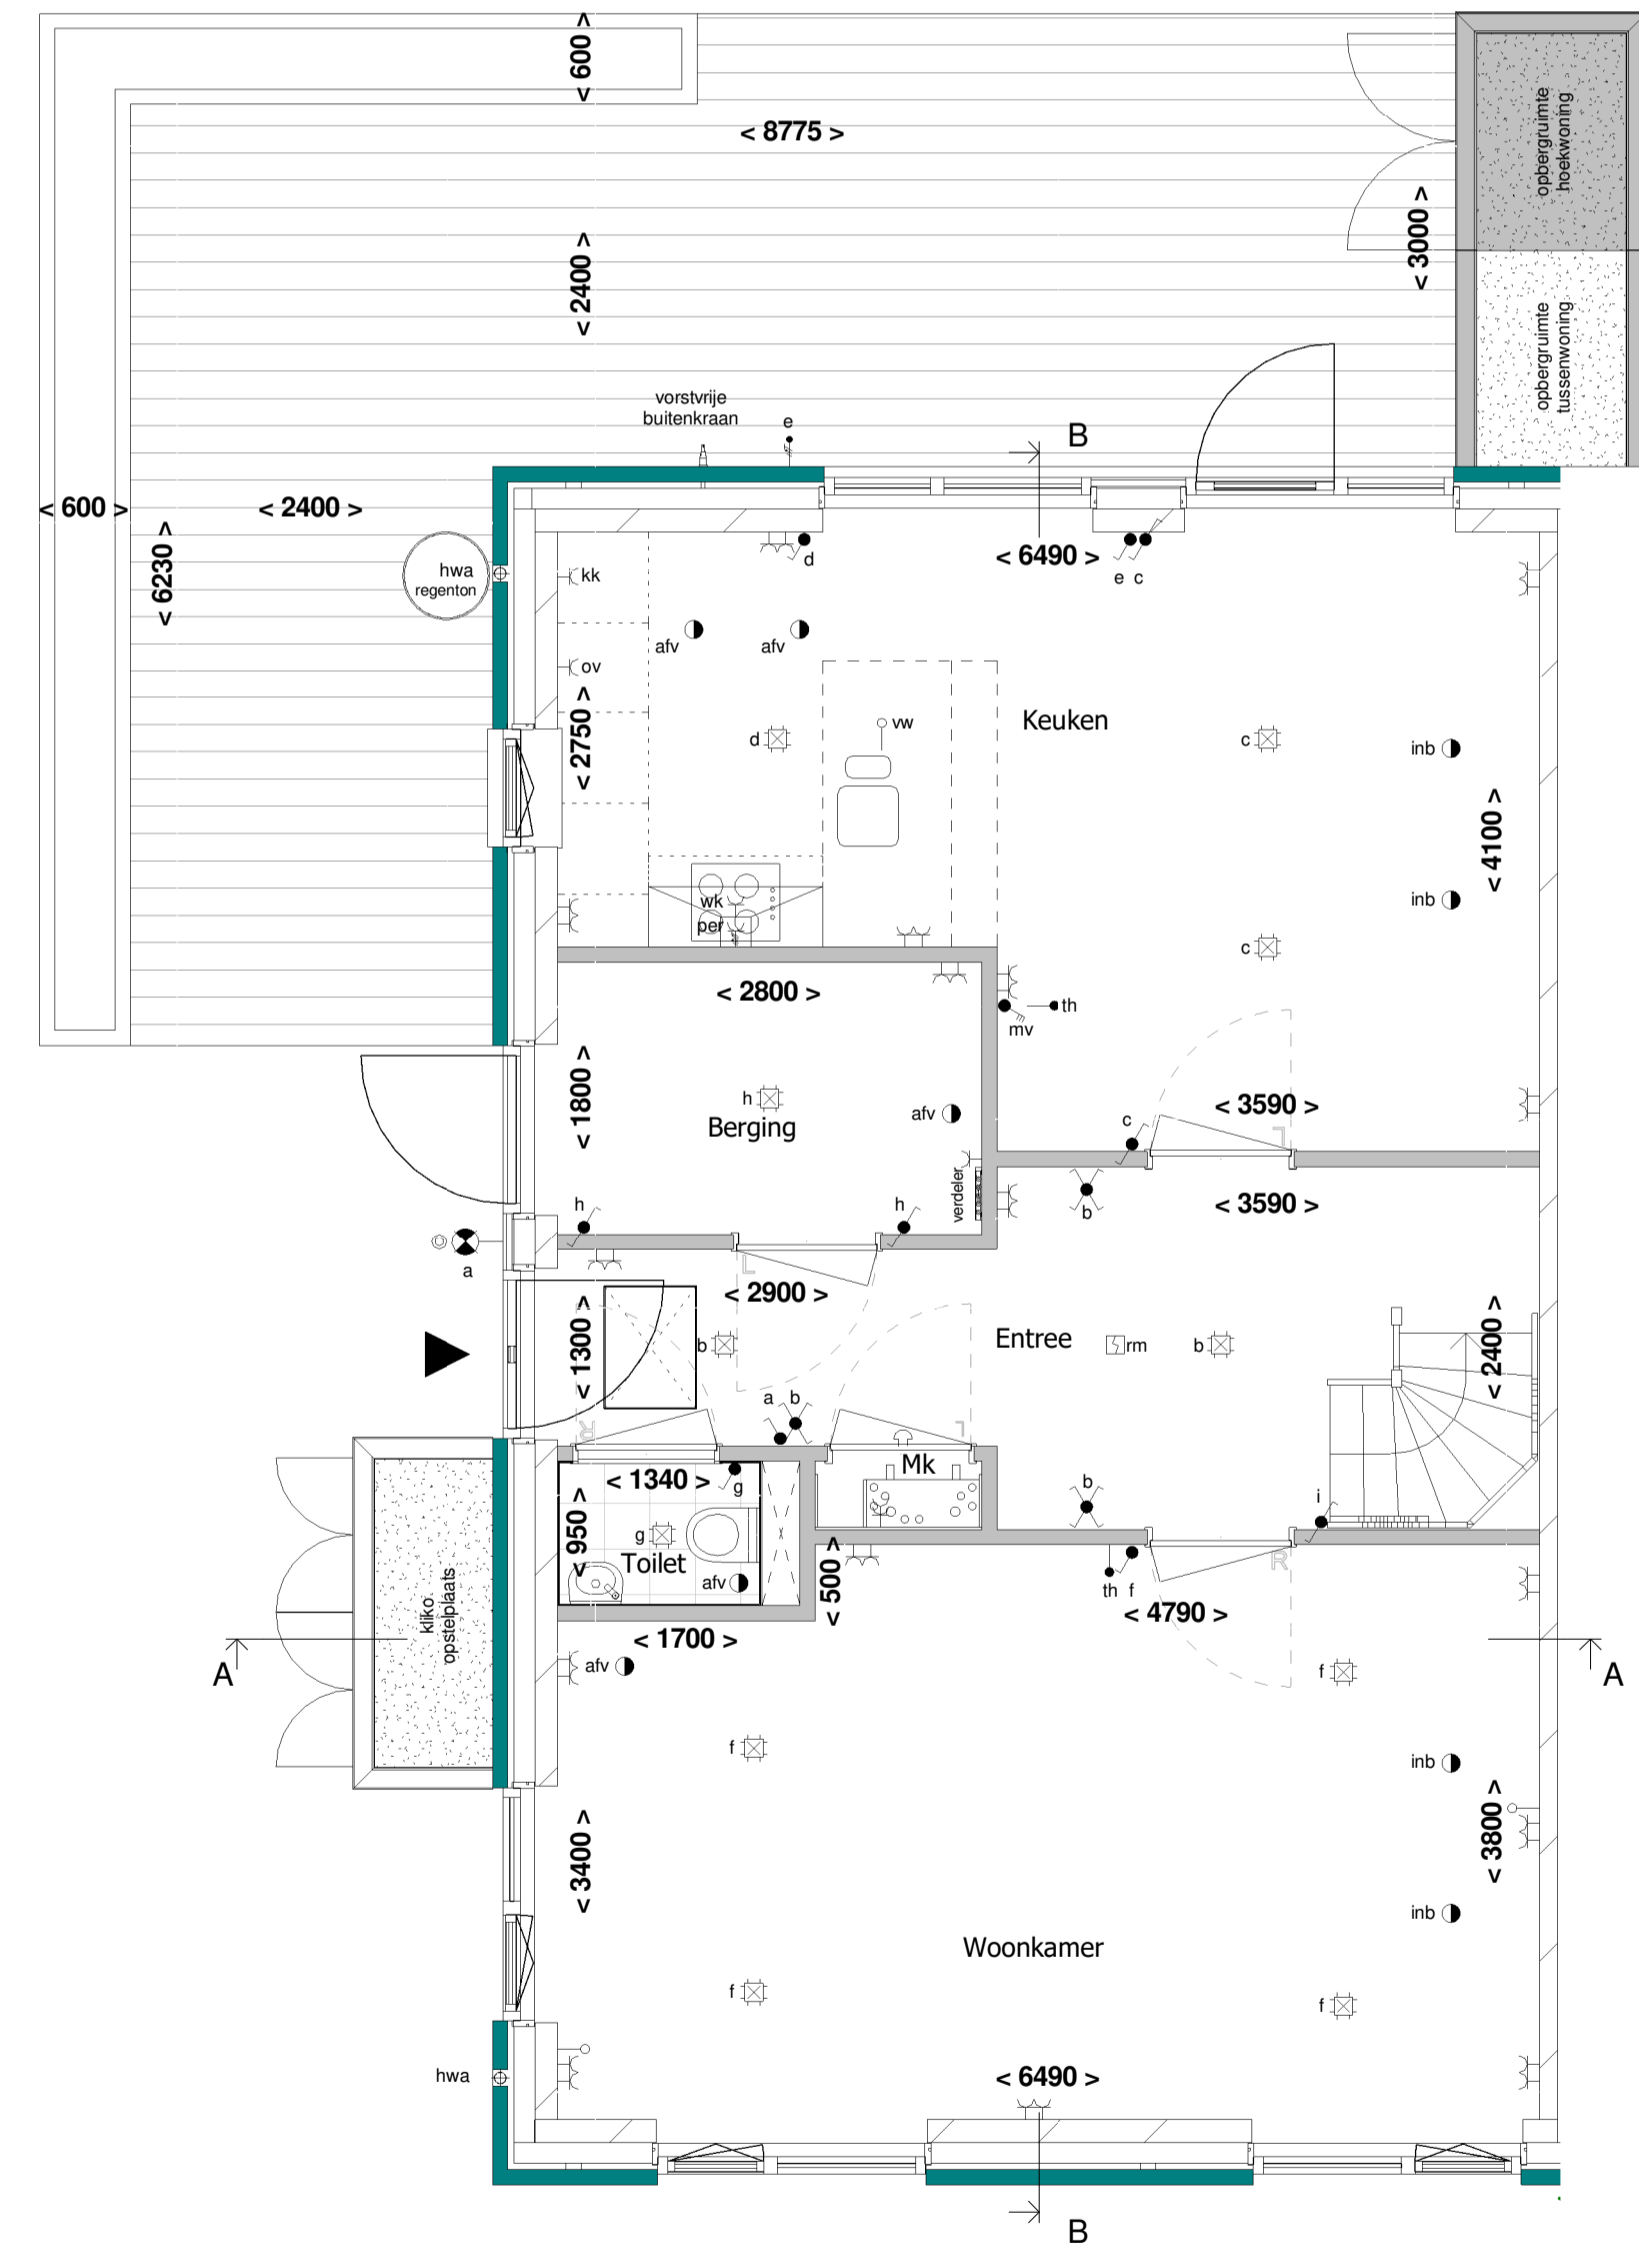 < 600 >
< 8775 >
opbergruimte
hoekwoning
< 3000 >
< 2400 >
opbergruimte
tussenwoning
vorstvrije
buitenkraan
e
B
< 600 >
< 2400 >
< 6230 >
hwa
regenton
d
< 6490 >
e c
kk
afv
afv
ov
< 2750 >
vw
Keuken
d
c
inb
< 4100 >
wk
per
inb
c
< 2800 >
th
mv
< 1800 >
h
Berging
afv
c
< 3590 >
L
verdeler
h
h
b
< 3590 >
a
L
< 2900 >
< 1300 >
b
Entree
rm
b
< 2400 >
a b
R
L
Mk
< 1340 >
g
b
i
< 950 >
g
Toilet
afv
< 500 >
th f
R
< 4790 >
kliko
opstelplaats
< 1700 >
A
afv
f
A
f
inb
< 3400 >
< 3800 >
inb
Woonkamer
f
f
hwa
< 6490 >
B